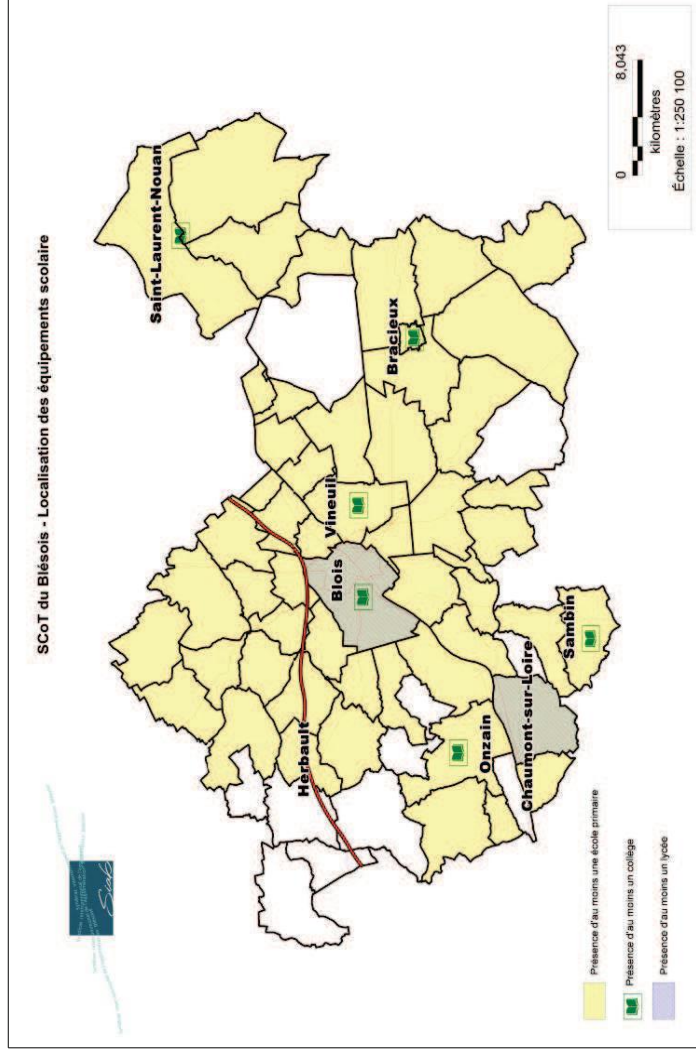 SCoT du Blésois - Localisation des équipements scolaire
Saint-Laurent-Nouan
Bracieux
Vineuil
Blois
Herbault
Onzain
Chaumont-sur-Loire
Sambin
Siab
Présence d'au moins une école primaire
Présence d'au moins un collège
Présence d'au moins un lycée
0 8,043
kilomètres
Échelle : 1:250 100